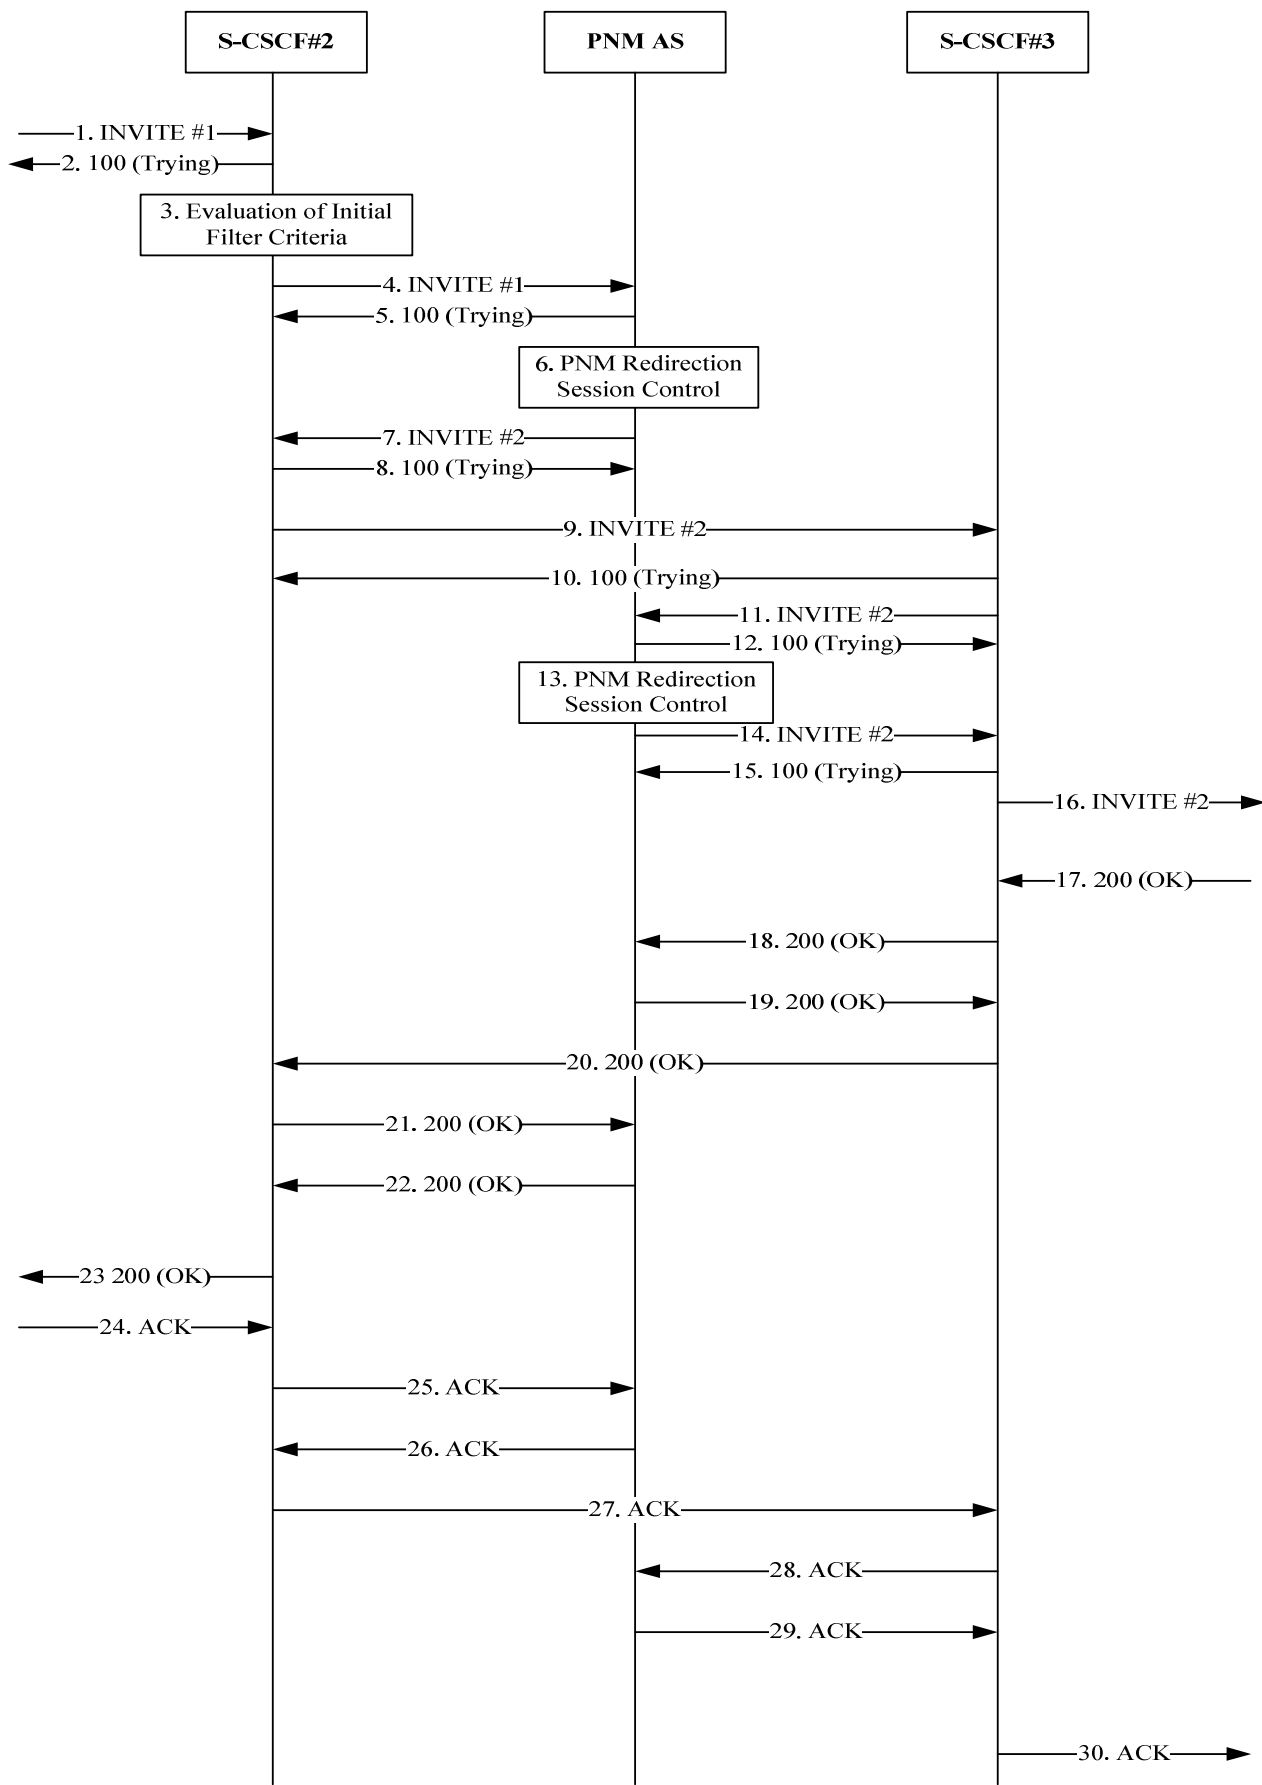 S-CSCF#2
PNM AS
S-CSCF#3
1. INVITE #1
2. 100 (Trying)
3. Evaluation of Initial
Filter Criteria
4. INVITE #1
5. 100 (Trying)
6. PNM Redirection
Session Control
7. INVITE #2
8. 100 (Trying)
9. INVITE #2
10. 100 (Trying)
11. INVITE #2
12. 100 (Trying)
13. PNM Redirection
Session Control
14. INVITE #2
15. 100 (Trying)
16. INVITE #2
17. 200 (OK)
18. 200 (OK)
19. 200 (OK)
20. 200 (OK)
21. 200 (OK)
22. 200 (OK)
23 200 (OK)
24. ACK
25. ACK
26. ACK
27. ACK
28. ACK
29. ACK
30. ACK